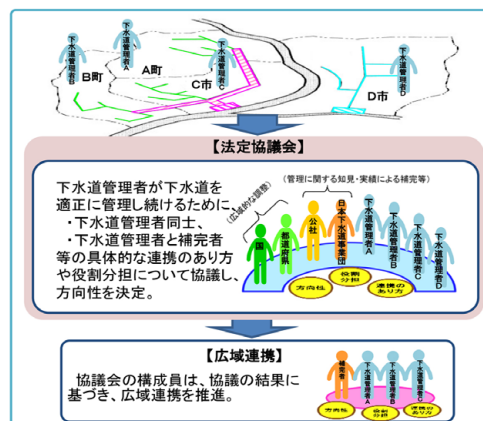 下水道管理者B
下水道管理者A
下水道管理者C
下水道管理者D
B町
A町
C市
D市
【法定協議会】
下水道管理者が下水道を
適正に管理し続けるために、
・下水道管理者同士、
・下水道管理者と補完者
等の具体的な連携のあり方
や役割分担について協議し、
方向性を決定。
(管理に関する知見・実績による補完等)
(広域的な調整)
国
都道府県
公社
日本下水道事業団
下水道管理者A
下水道管理者B
下水道管理者C
下水道管理者D
方向性
役割
分担
連携の
あり方
【広域連携】
協議会の構成員は、協議の結果に
基づき、広域連携を推進。
補完者
下水道管理者A
下水道管理者B
下水道管理者C
方向性
役割
分担
連携の
あり方